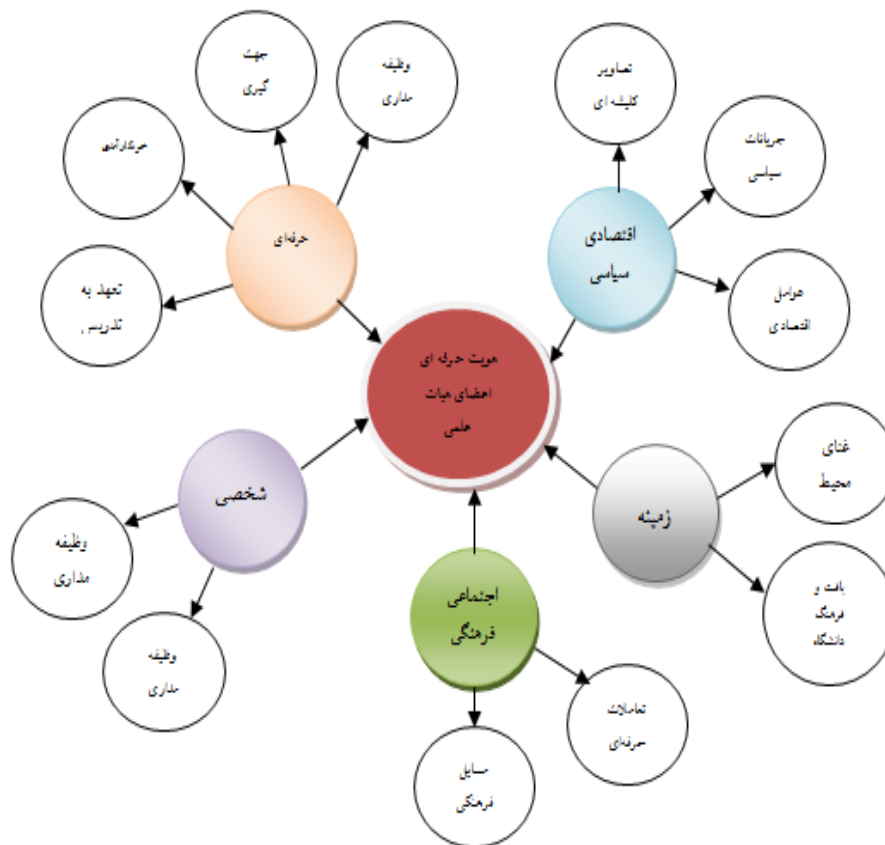 جهت
گیری
وظیفه
مداری
تصاویر
کلیشه ای
خودکارآمدی
جریانات
سیاسی
حرفه‌ای
اقتصادی
سیاسی
تعهد به
تدریس
عوامل
اقتصادی
هویت حرفه ای
اعضای هیات
علمی
غنای
محیط
شخصی
زمینه
وظیفه
مداری
بافت و
فرهنگ
دانشگاه
اجتماعی
فرهنگی
وظیفه
مداری
تعاملات
حرفه‌ای
مسایل
فرهنگی